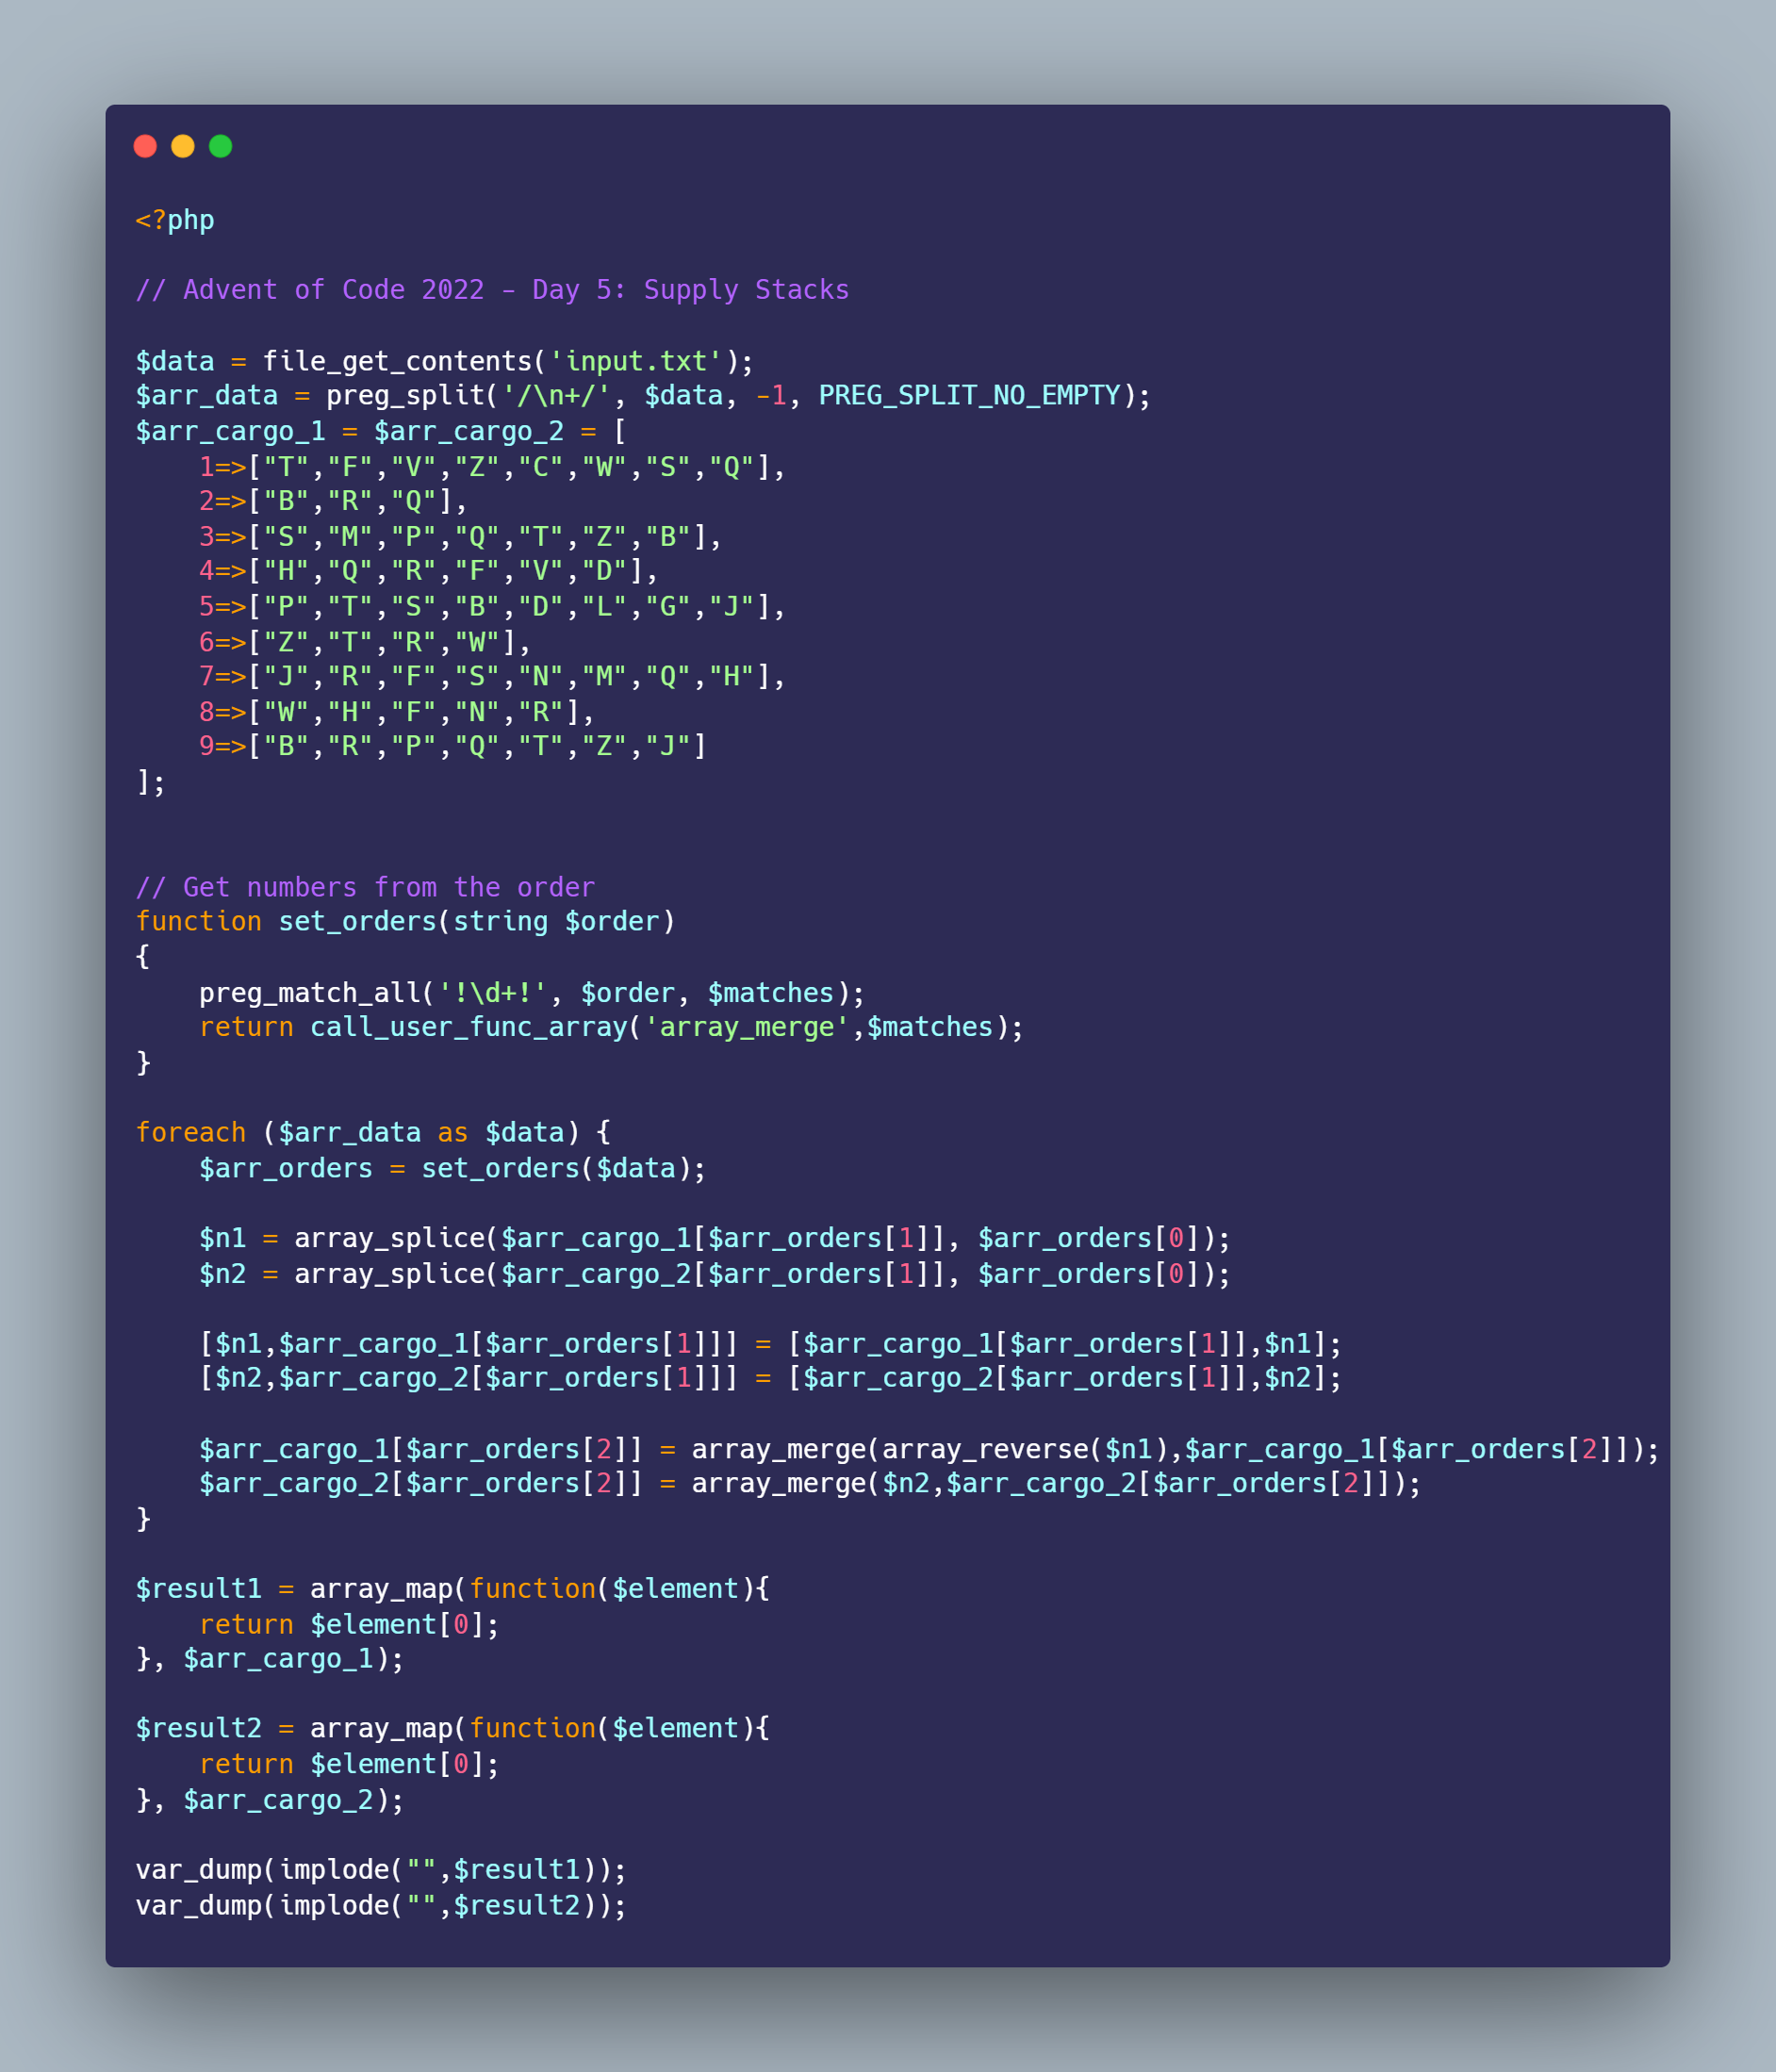 <?php
// Advent of Code 2022 - Day 5: Supply Stacks
$data = file_get_contents('input.txt');
$arr_data = preg_split('/\n+/', $data, -1, PREG_SPLIT_NO_EMPTY);
$arr_cargo_1 = $arr_cargo_2 = [
    1=>["T","F","V","Z","C","W","S","Q"],
    2=>["B","R","Q"],
    3=>["S","M","P","Q","T","Z","B"],
    4=>["H","Q","R","F","V","D"],
    5=>["P","T","S","B","D","L","G","J"],
    6=>["Z","T","R","W"],
    7=>["J","R","F","S","N","M","Q","H"],
    8=>["W","H","F","N","R"],
    9=>["B","R","P","Q","T","Z","J"]
];
// Get numbers from the order
function set_orders(string $order)
{
    preg_match_all('!\d+!', $order, $matches);
    return call_user_func_array('array_merge',$matches);
}
foreach ($arr_data as $data) {
    $arr_orders = set_orders($data);
    $n1 = array_splice($arr_cargo_1[$arr_orders[1]], $arr_orders[0]);
    $n2 = array_splice($arr_cargo_2[$arr_orders[1]], $arr_orders[0]);
    [$n1,$arr_cargo_1[$arr_orders[1]]] = [$arr_cargo_1[$arr_orders[1]],$n1];
    [$n2,$arr_cargo_2[$arr_orders[1]]] = [$arr_cargo_2[$arr_orders[1]],$n2];
    $arr_cargo_1[$arr_orders[2]] = array_merge(array_reverse($n1),$arr_cargo_1[$arr_orders[2]]);
    $arr_cargo_2[$arr_orders[2]] = array_merge($n2,$arr_cargo_2[$arr_orders[2]]);
}
$result1 = array_map(function($element){
    return $element[0];
}, $arr_cargo_1);
$result2 = array_map(function($element){
    return $element[0];
}, $arr_cargo_2);
var_dump(implode("",$result1));
var_dump(implode("",$result2));